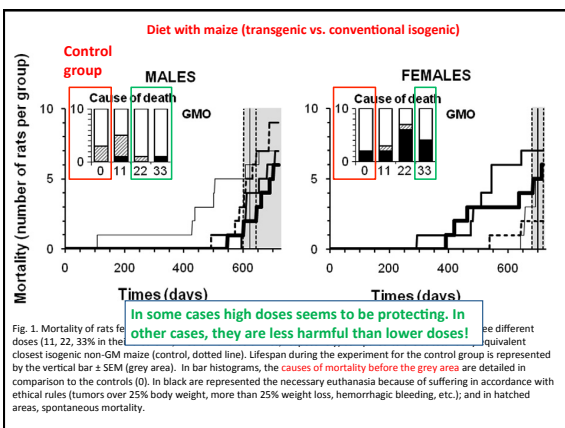 Diet with maize (transgenic vs. conventional isogenic)
Control
group
MALES
FEMALES
Mortality (number of rats per group)
10
5
0
Cause of death
GMO
10
5
0
0 11 22 33
0 200 400 600
Times (days)
10
5
0
Cause of death
GMO
10
5
0
0 11 22 33
0 200 400 600
Times (days)
In some cases high doses seems to be protecting. In
other cases, they are less harmful than lower doses!
Fig. 1. Mortality of rats fe ee different
doses (11, 22, 33% in thei equivalent
closest isogenic non-GM maize (control, dotted line). Lifespan during the experiment for the control group is represented
by the vertical bar ± SEM (grey area). In bar histograms, the causes of mortality before the grey area are detailed in
comparison to the controls (0). In black are represented the necessary euthanasia because of suffering in accordance with
ethical rules (tumors over 25% body weight, more than 25% weight loss, hemorrhagic bleeding, etc.); and in hatched
areas, spontaneous mortality.